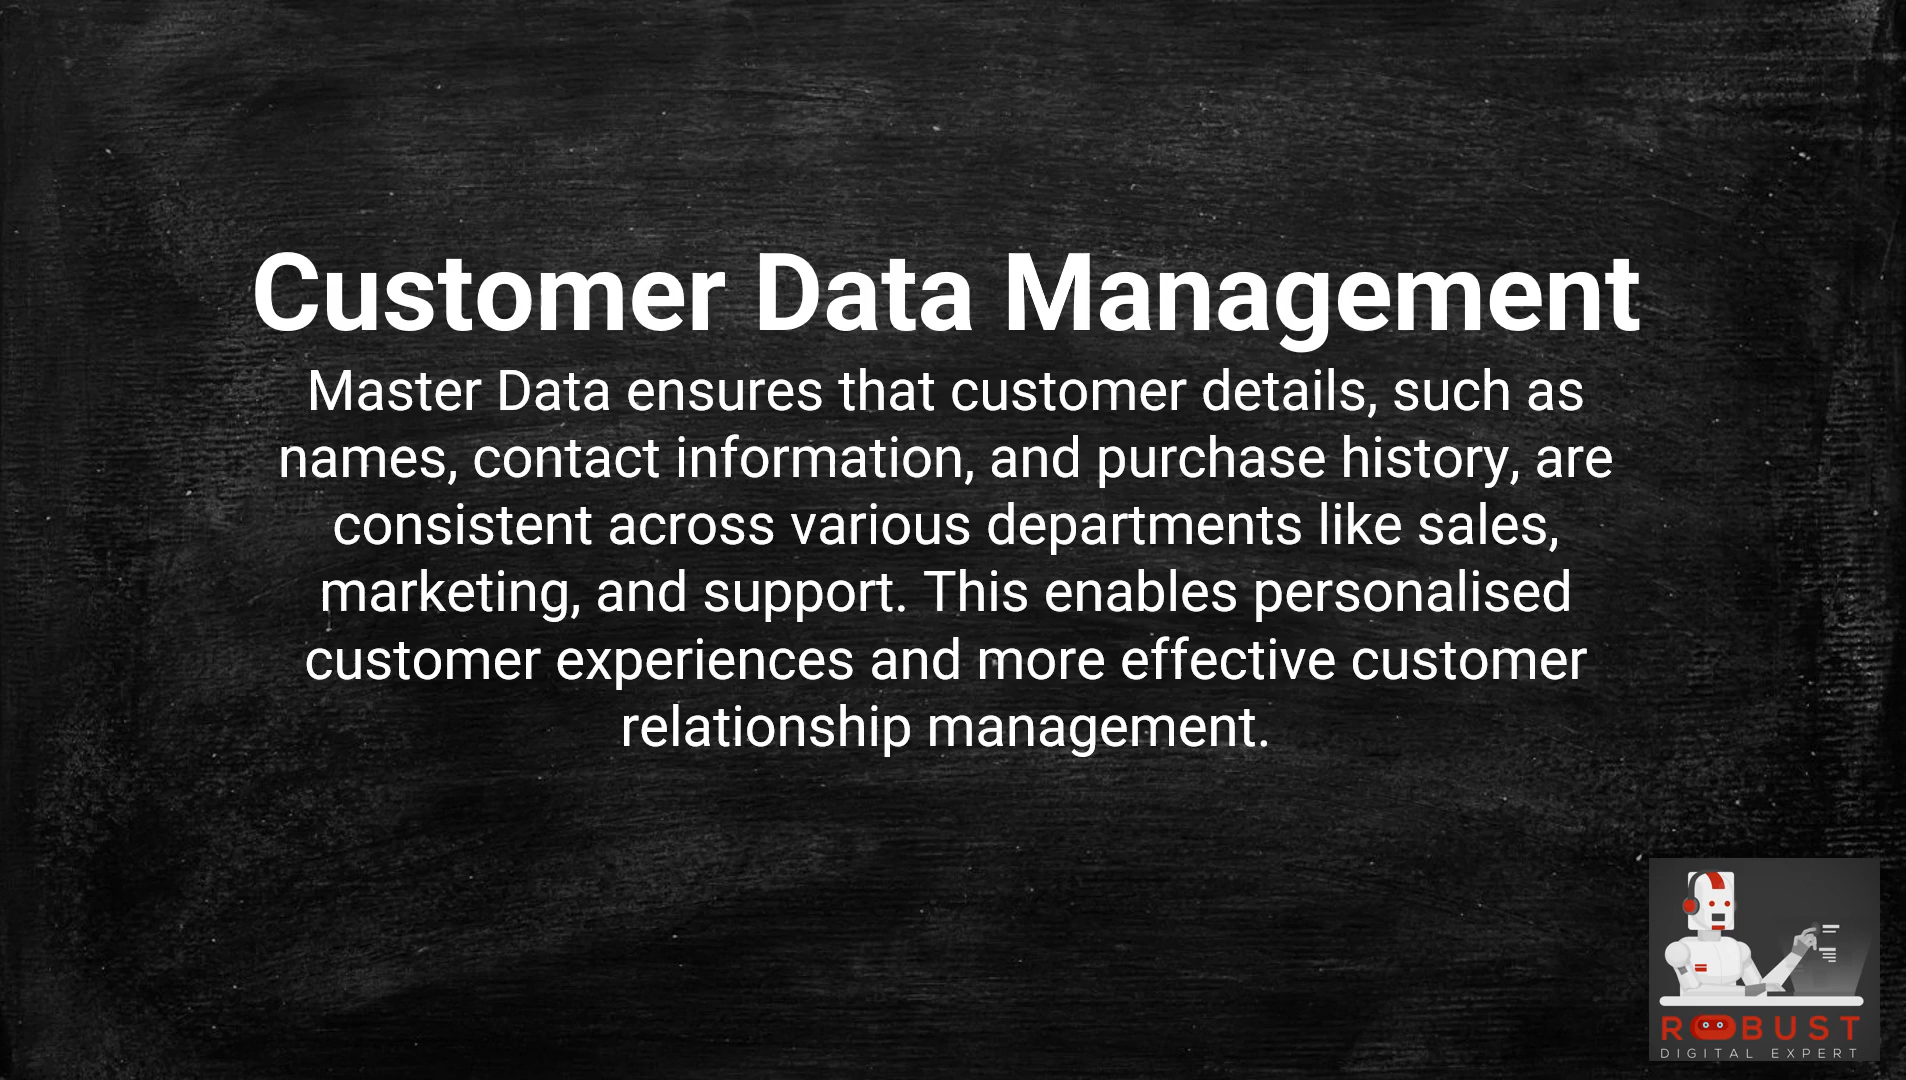 Customer Data Management
Master Data ensures that customer details, such as
names, contact information, and purchase history, are
consistent across various departments like sales,
marketing, and support. This enables personalised
customer experiences and more effective customer
relationship management.
ROBUST
DIGITAL EXPERT